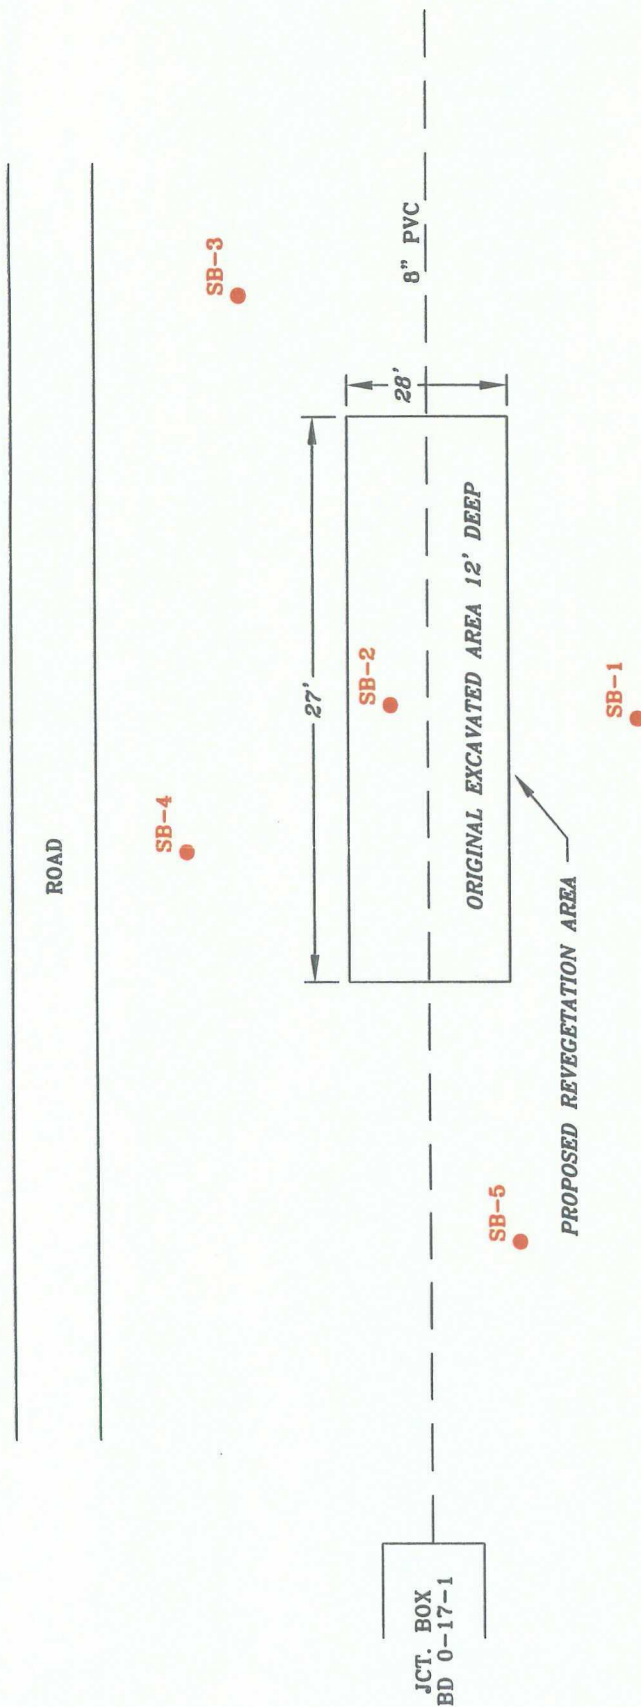 ROAD
SB-3
SB-4
27'
28'
8" PVC
SB-2
ORIGINAL EXCAVATED AREA 12' DEEP
SB-5
SB-1
PROPOSED REVEGETATION AREA
JCT. BOX
BD 0-17-1